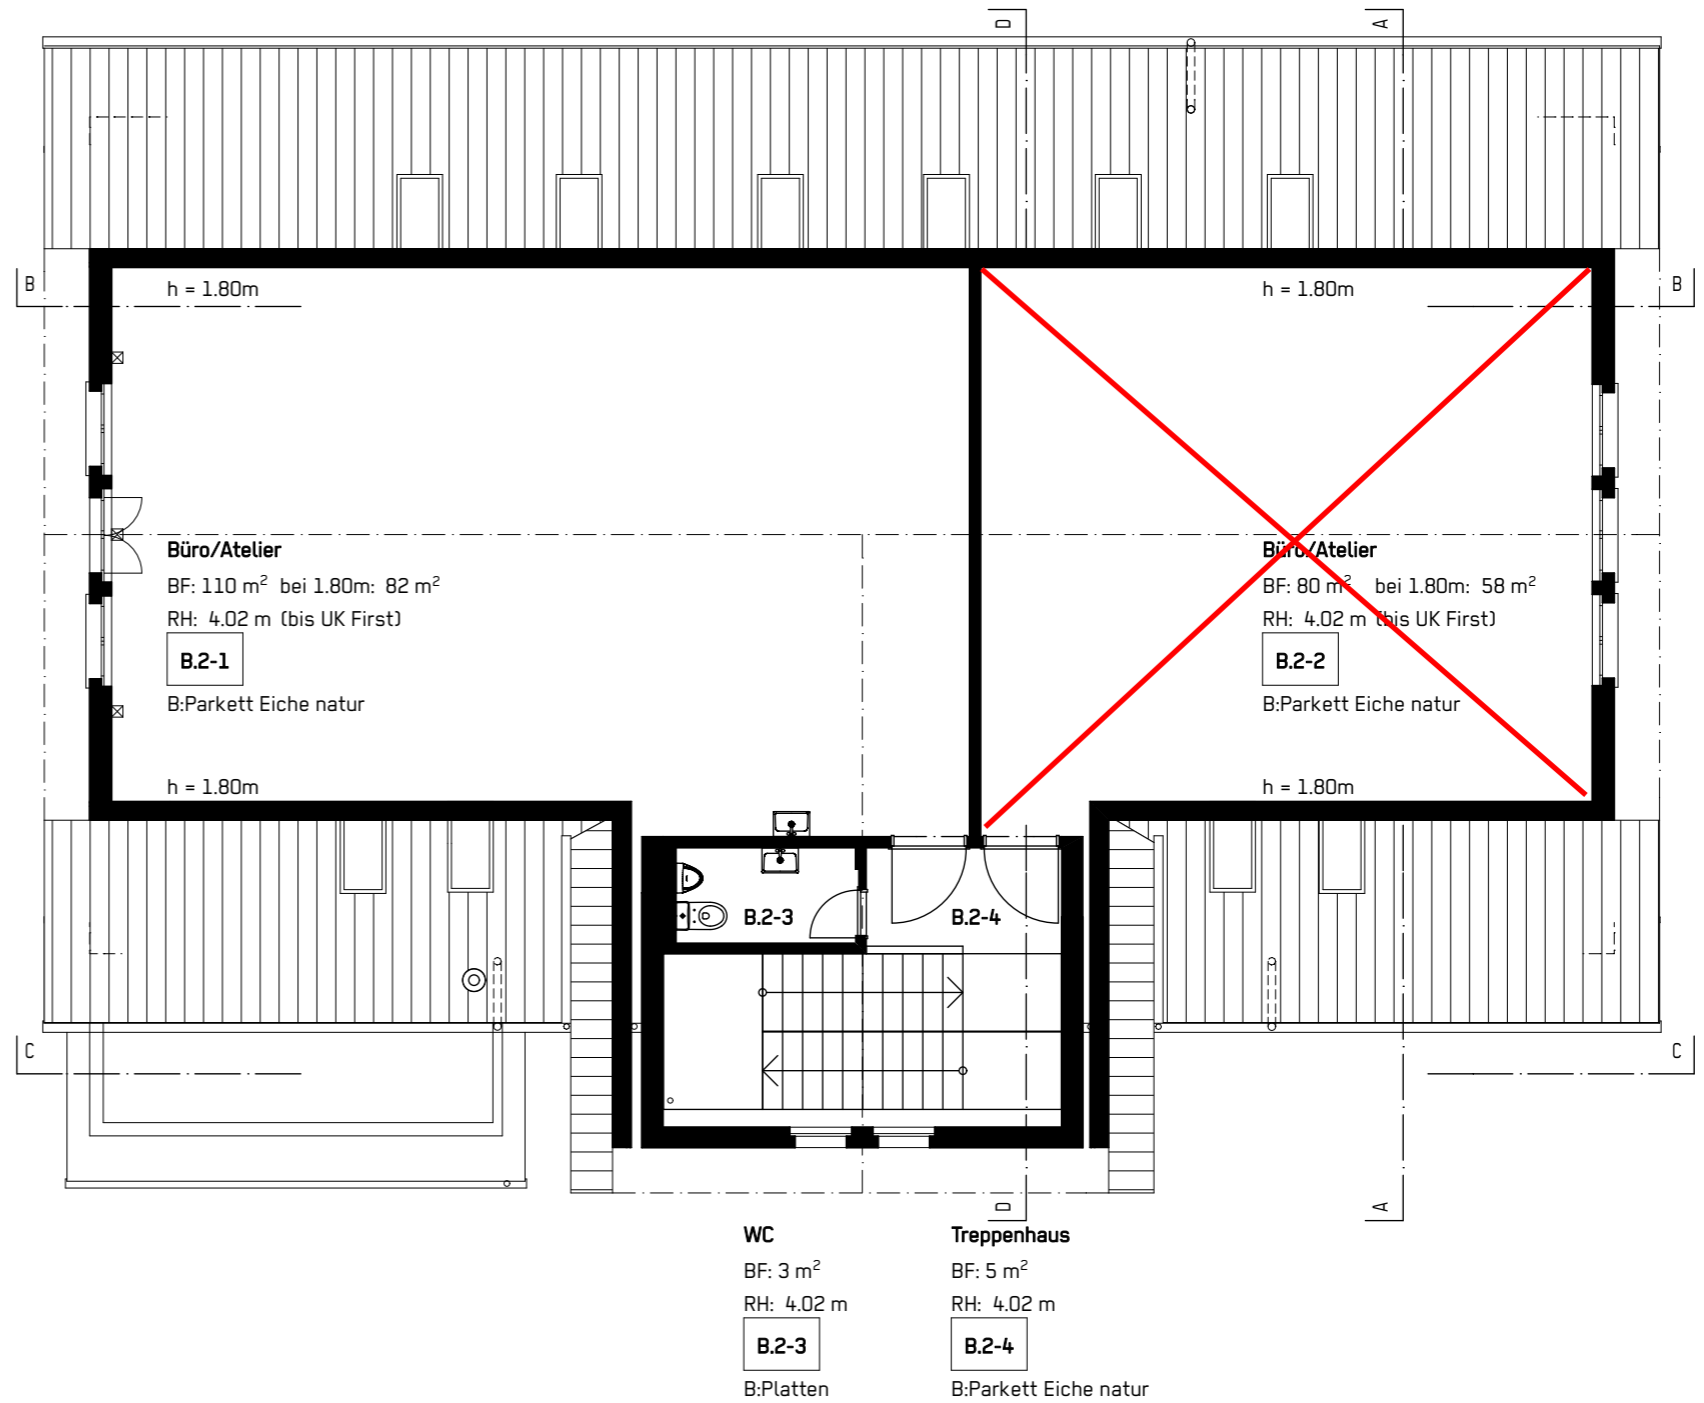 D
A
B
h = 1.80m
h = 1.80m
B
Büro/Atelier
BF: 110 m² bei 1.80m: 82 m²
RH: 4.02 m (bis UK First)
B.2-1
B:Parkett Eiche natur
Büro/Atelier
BF: 80 m² bei 1.80m: 58 m²
RH: 4.02 m (bis UK First)
B.2-2
B:Parkett Eiche natur
h = 1.80m
h = 1.80m
B.2-3
B.2-4
C
C
D
A
WC
BF: 3 m²
RH: 4.02 m
B.2-3
B:Platten
Treppenhaus
BF: 5 m²
RH: 4.02 m
B.2-4
B:Parkett Eiche natur